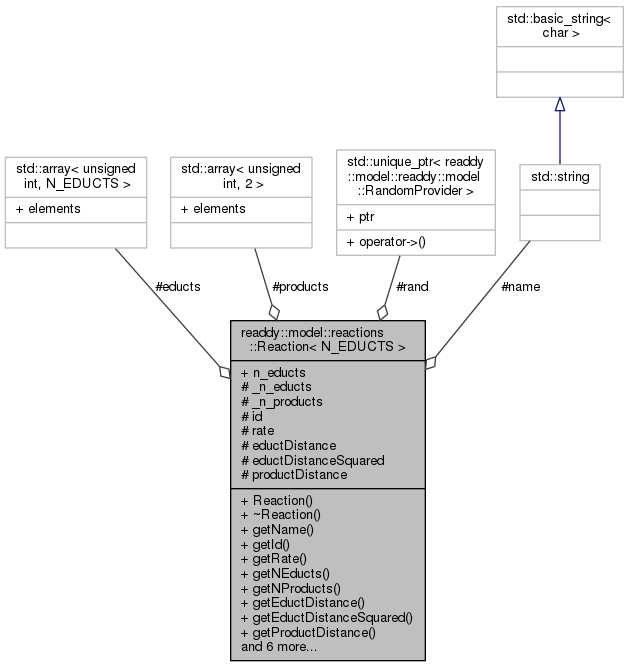 std::basic_string<
char >
std::array< unsigned
int, N_EDUCTS >
+ elements
std::array< unsigned
int, 2 >
+ elements
std::unique_ptr< readdy
::model::readdy::model
::RandomProvider >
+ ptr
+ operator->()
std::string
#educts
#products
#rand
#name
readdy::model::reactions
::Reaction< N_EDUCTS >
+ n_educts
# _n_educts
# _n_products
# id
# rate
# eductDistance
# eductDistanceSquared
# productDistance
+ Reaction()
+ ~Reaction()
+ getName()
+ getId()
+ getRate()
+ getNEducts()
+ getNProducts()
+ getEductDistance()
+ getEductDistanceSquared()
+ getProductDistance()
and 6 more...